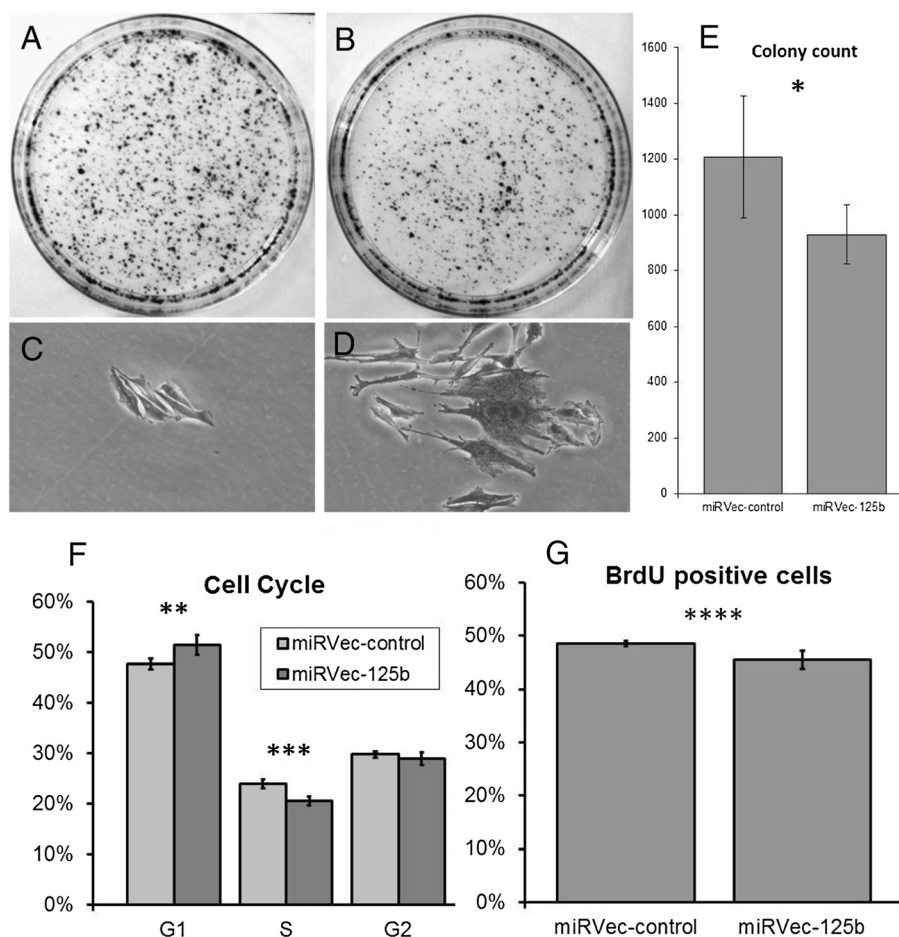 A
B
E
Colony count
*
1600
1400
1200
1000
800
600
400
200
0
miRVec-control
miRVec-125b
C
D
F
Cell Cycle
60%
50%
40%
30%
20%
10%
0%
**
***
miRVec-control
miRVec-125b
G1
S
G2
G
BrdU positive cells
****
60%
50%
40%
30%
20%
10%
0%
miRVec-control
miRVec-125b